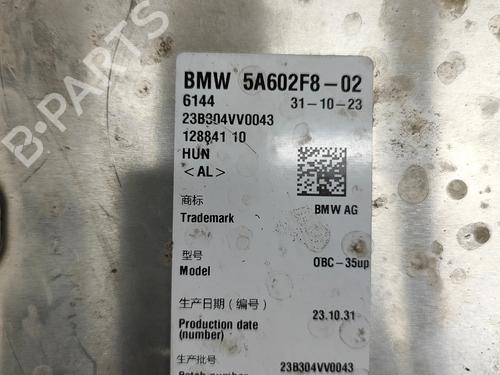 BMW 5A602F8-02
6144 31-10-23
23B304VV0043
128841 10
HUN
<AL>
商标
Trademark BMW AG
型号
Model OBC-35up
生产日期（编号）
Production date 23.10.31
(number)
生产批号
Batch number 23B304VV0043